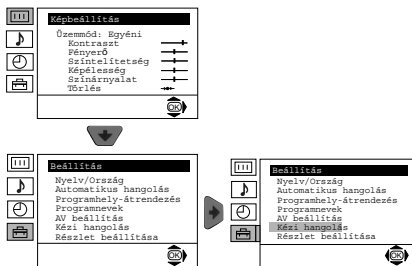 Képbeállítás
Üzemmód: Egyéni
Kontraszt
Fényerő
Színtelítetség
Képélesség
Színárnyalat
Törlés
OK
Beállítás
Nyelv/Ország
Automatikus hangolás
Programhely-átrendezés
Programnevek
AV beállítás
Kézi hangolás
Részlet beállítása
OK
Beállítás
Nyelv/Ország
Automatikus hangolás
Programhely-átrendezés
Programnevek
AV beállítás
Kézi hangolás
Részlet beállítása
OK